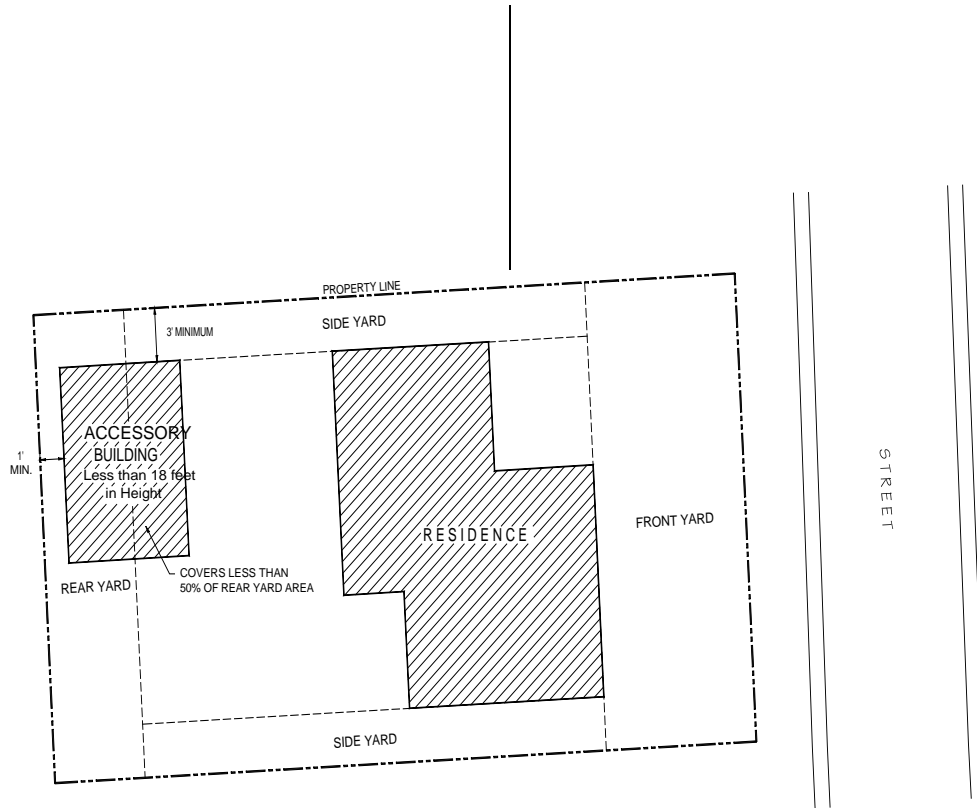 PROPERTY LINE
SIDE YARD
3' MINIMUM
ACCESSORY
BUILDING
Less than 18 feet
in Height
1'
MIN.
STREET
FRONT YARD
RESIDENCE
COVERS LESS THAN
50% OF REAR YARD AREA
REAR YARD
SIDE YARD